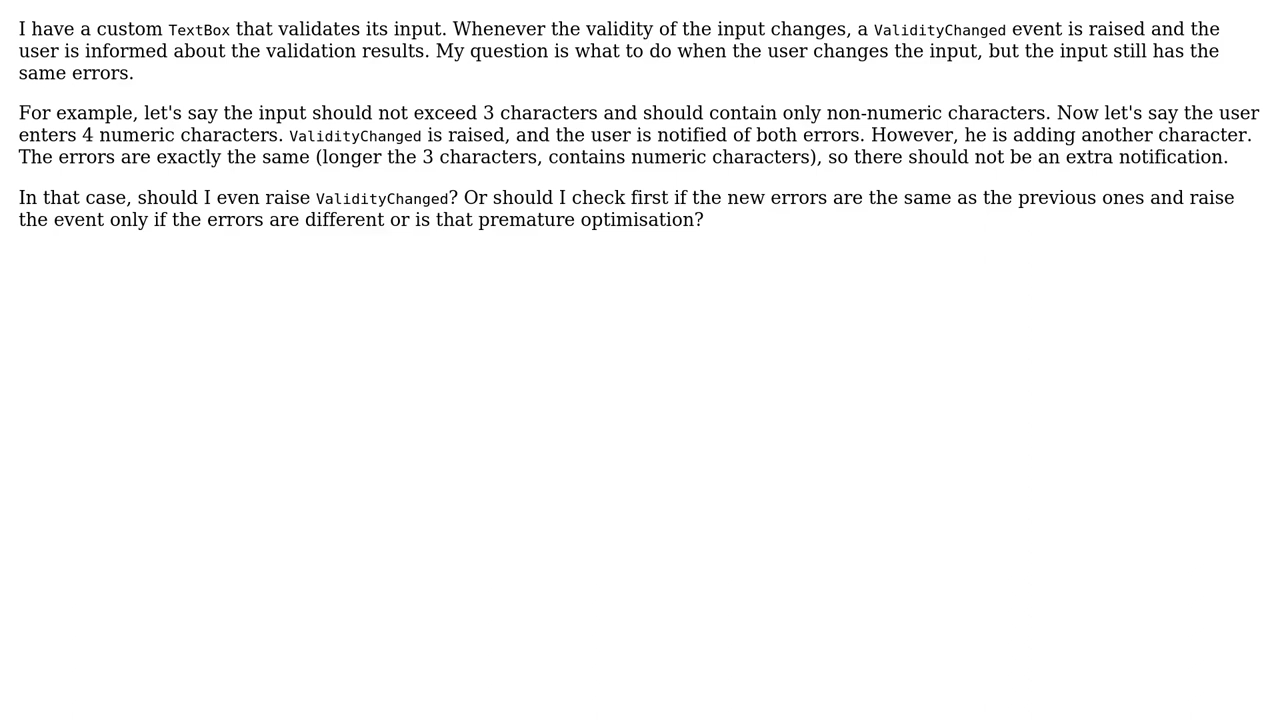 I have a custom TextBox that validates its input. Whenever the validity of the input changes, a ValidityChanged event is raised and the
user is informed about the validation results. My question is what to do when the user changes the input, but the input still has the
same errors.
For example, let's say the input should not exceed 3 characters and should contain only non-numeric characters. Now let's say the user
enters 4 numeric characters. ValidityChanged is raised, and the user is notified of both errors. However, he is adding another character.
The errors are exactly the same (longer the 3 characters, contains numeric characters), so there should not be an extra notification.
In that case, should I even raise ValidityChanged? Or should I check first if the new errors are the same as the previous ones and raise
the event only if the errors are different or is that premature optimisation?